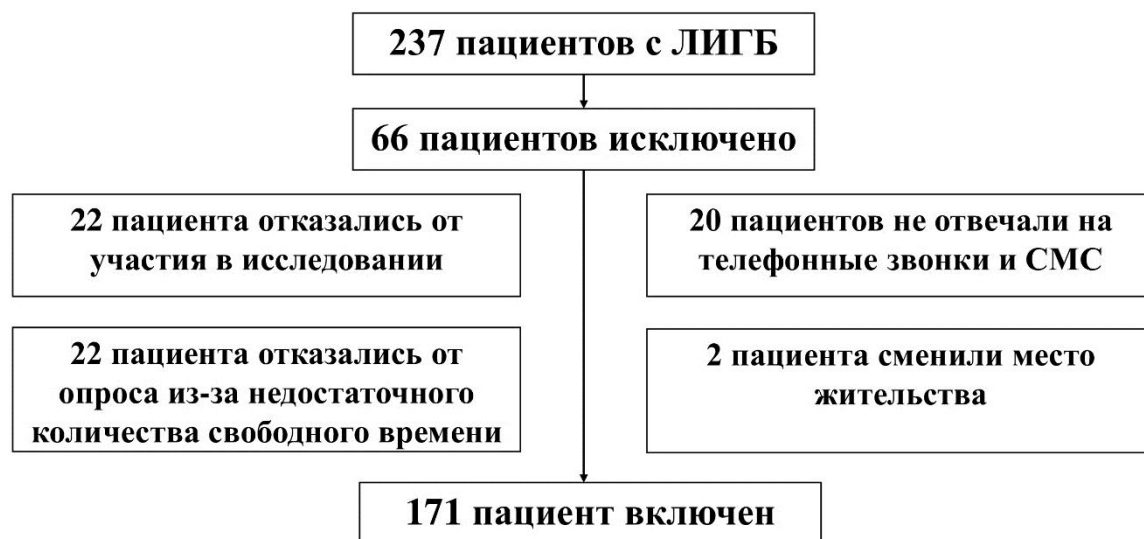 237 пациентов с ЛИГБ
66 пациентов исключено
22 пациента отказались от
участия в исследовании
20 пациентов не отвечали на
телефонные звонки и СМС
22 пациента отказались от
опроса из-за недостаточного
количества свободного времени
2 пациента сменили место
жительства
171 пациент включен